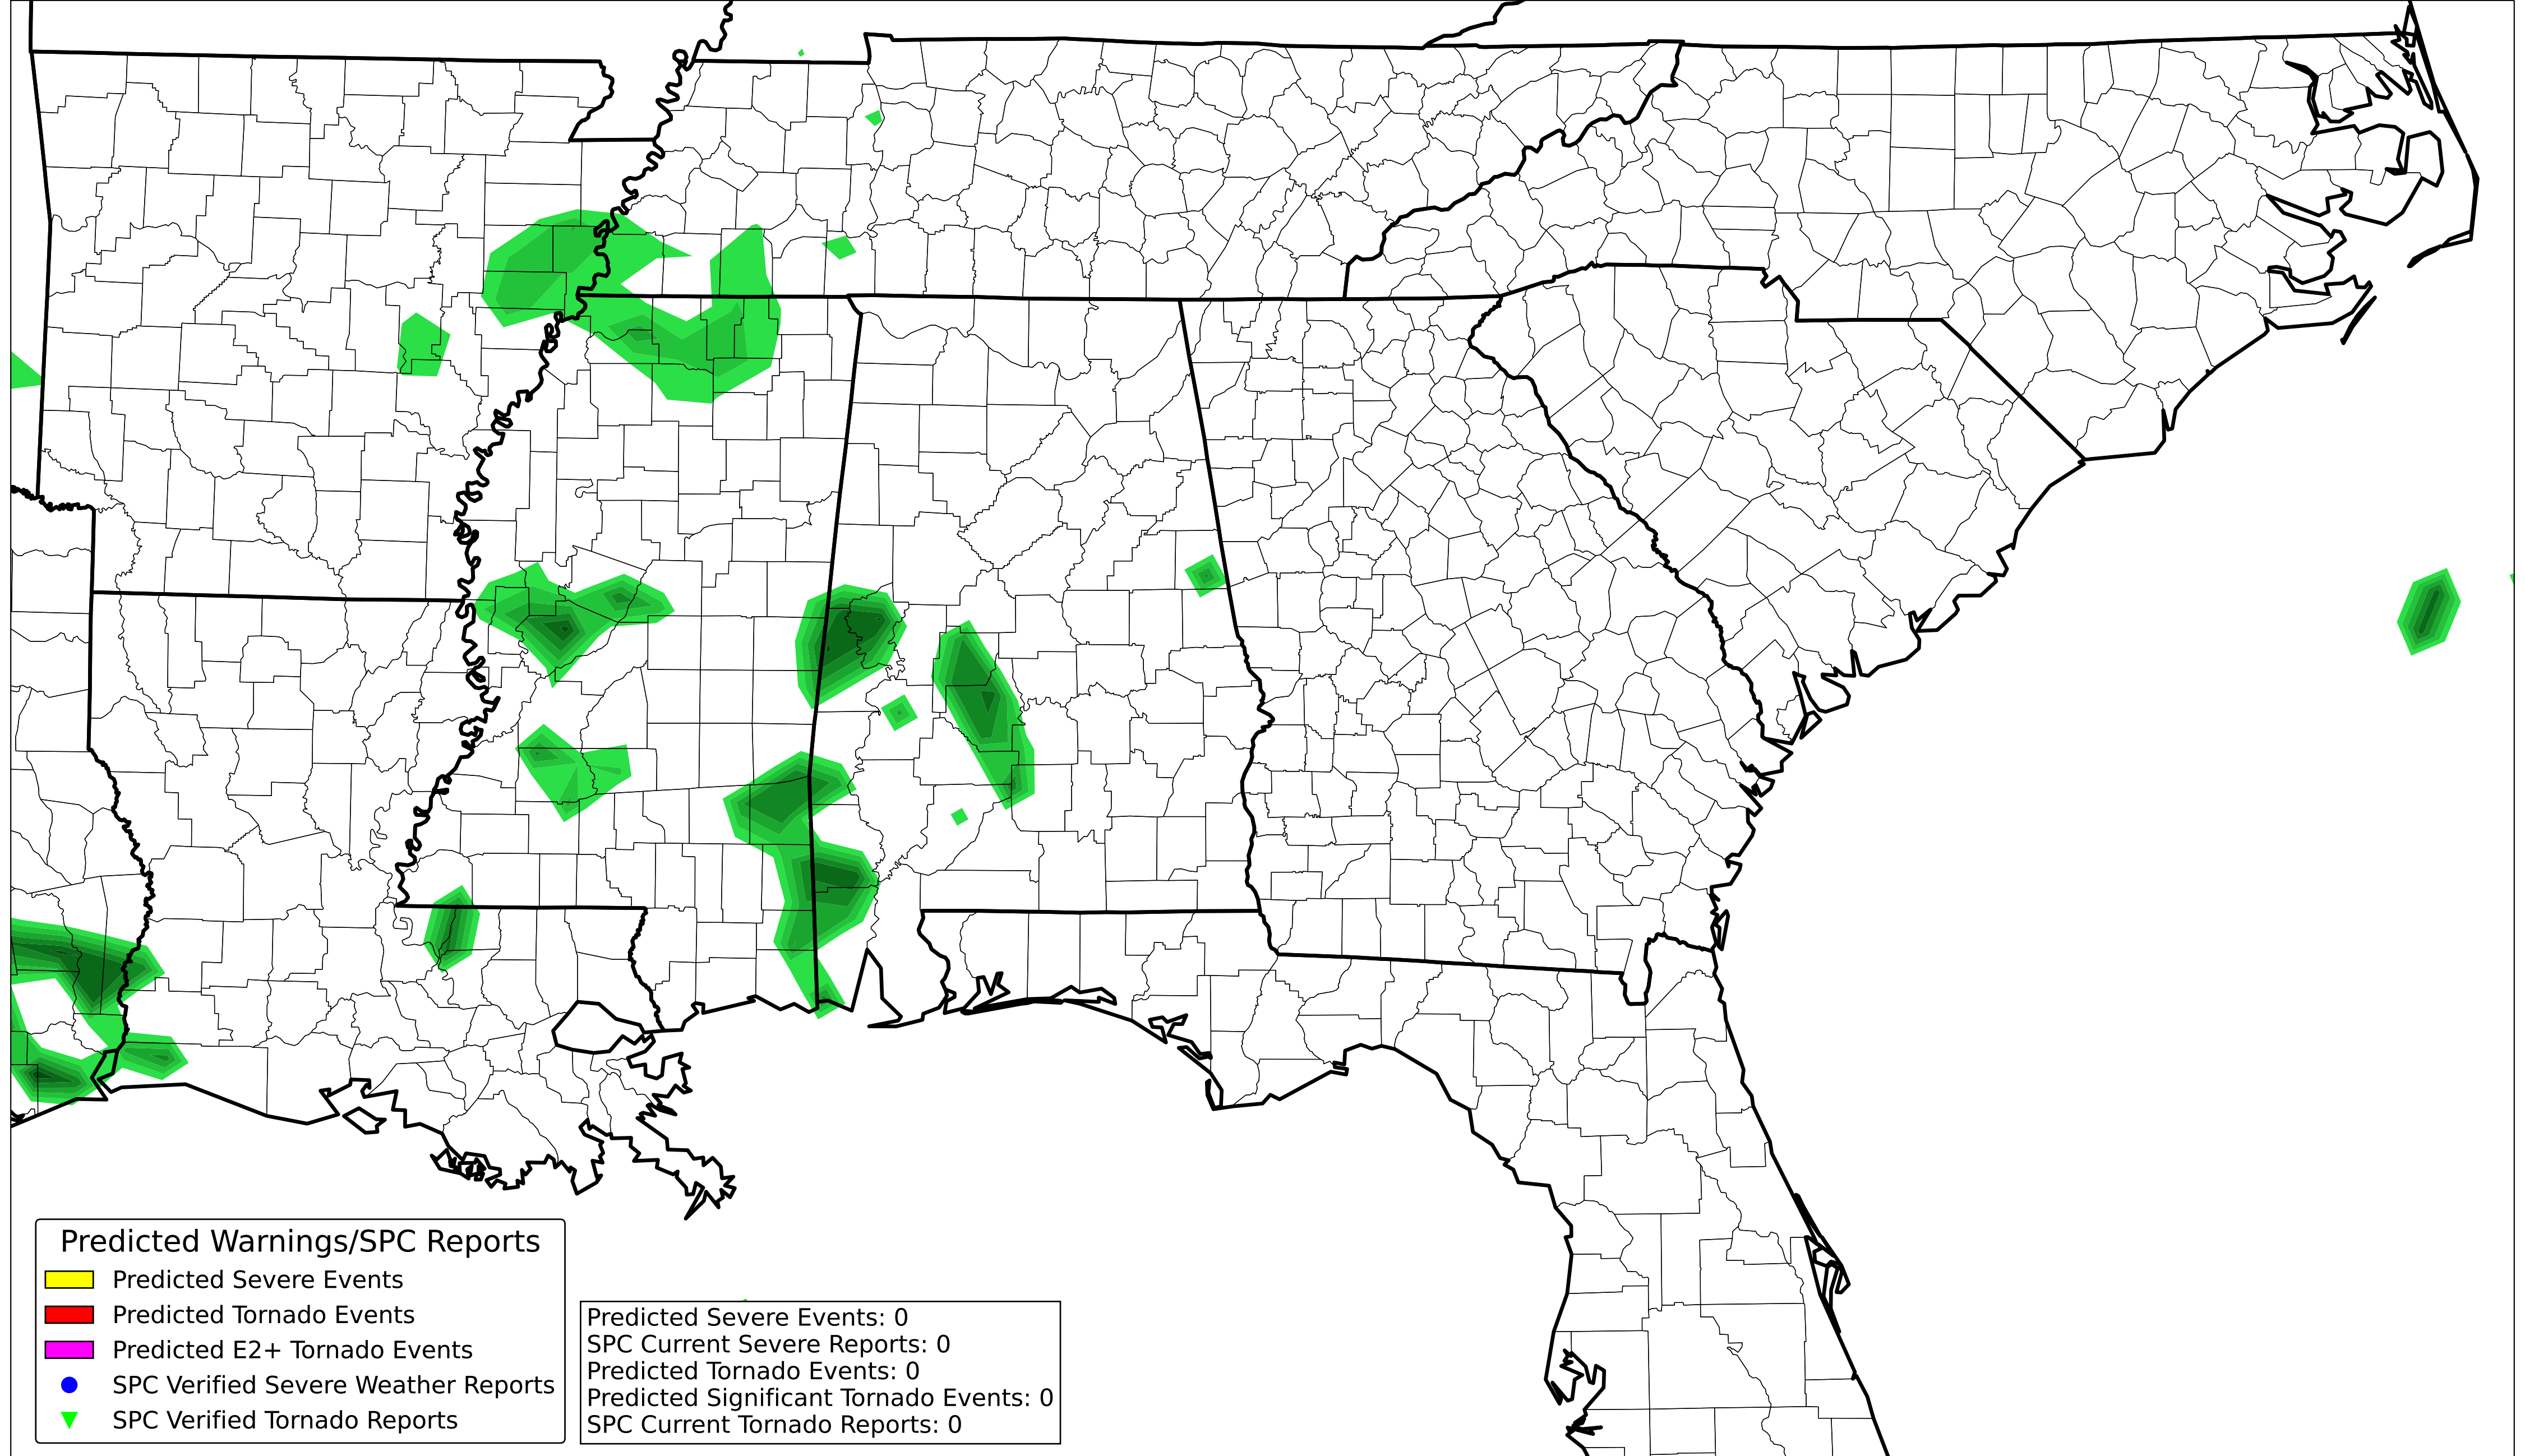 Predicted Warnings/SPC Reports
Predicted Severe Events
Predicted Tornado Events
Predicted E2+ Tornado Events
SPC Verified Severe Weather Reports
SPC Verified Tornado Reports
Predicted Severe Events: 0
SPC Current Severe Reports: 0
Predicted Tornado Events: 0
Predicted Significant Tornado Events: 0
SPC Current Tornado Reports: 0